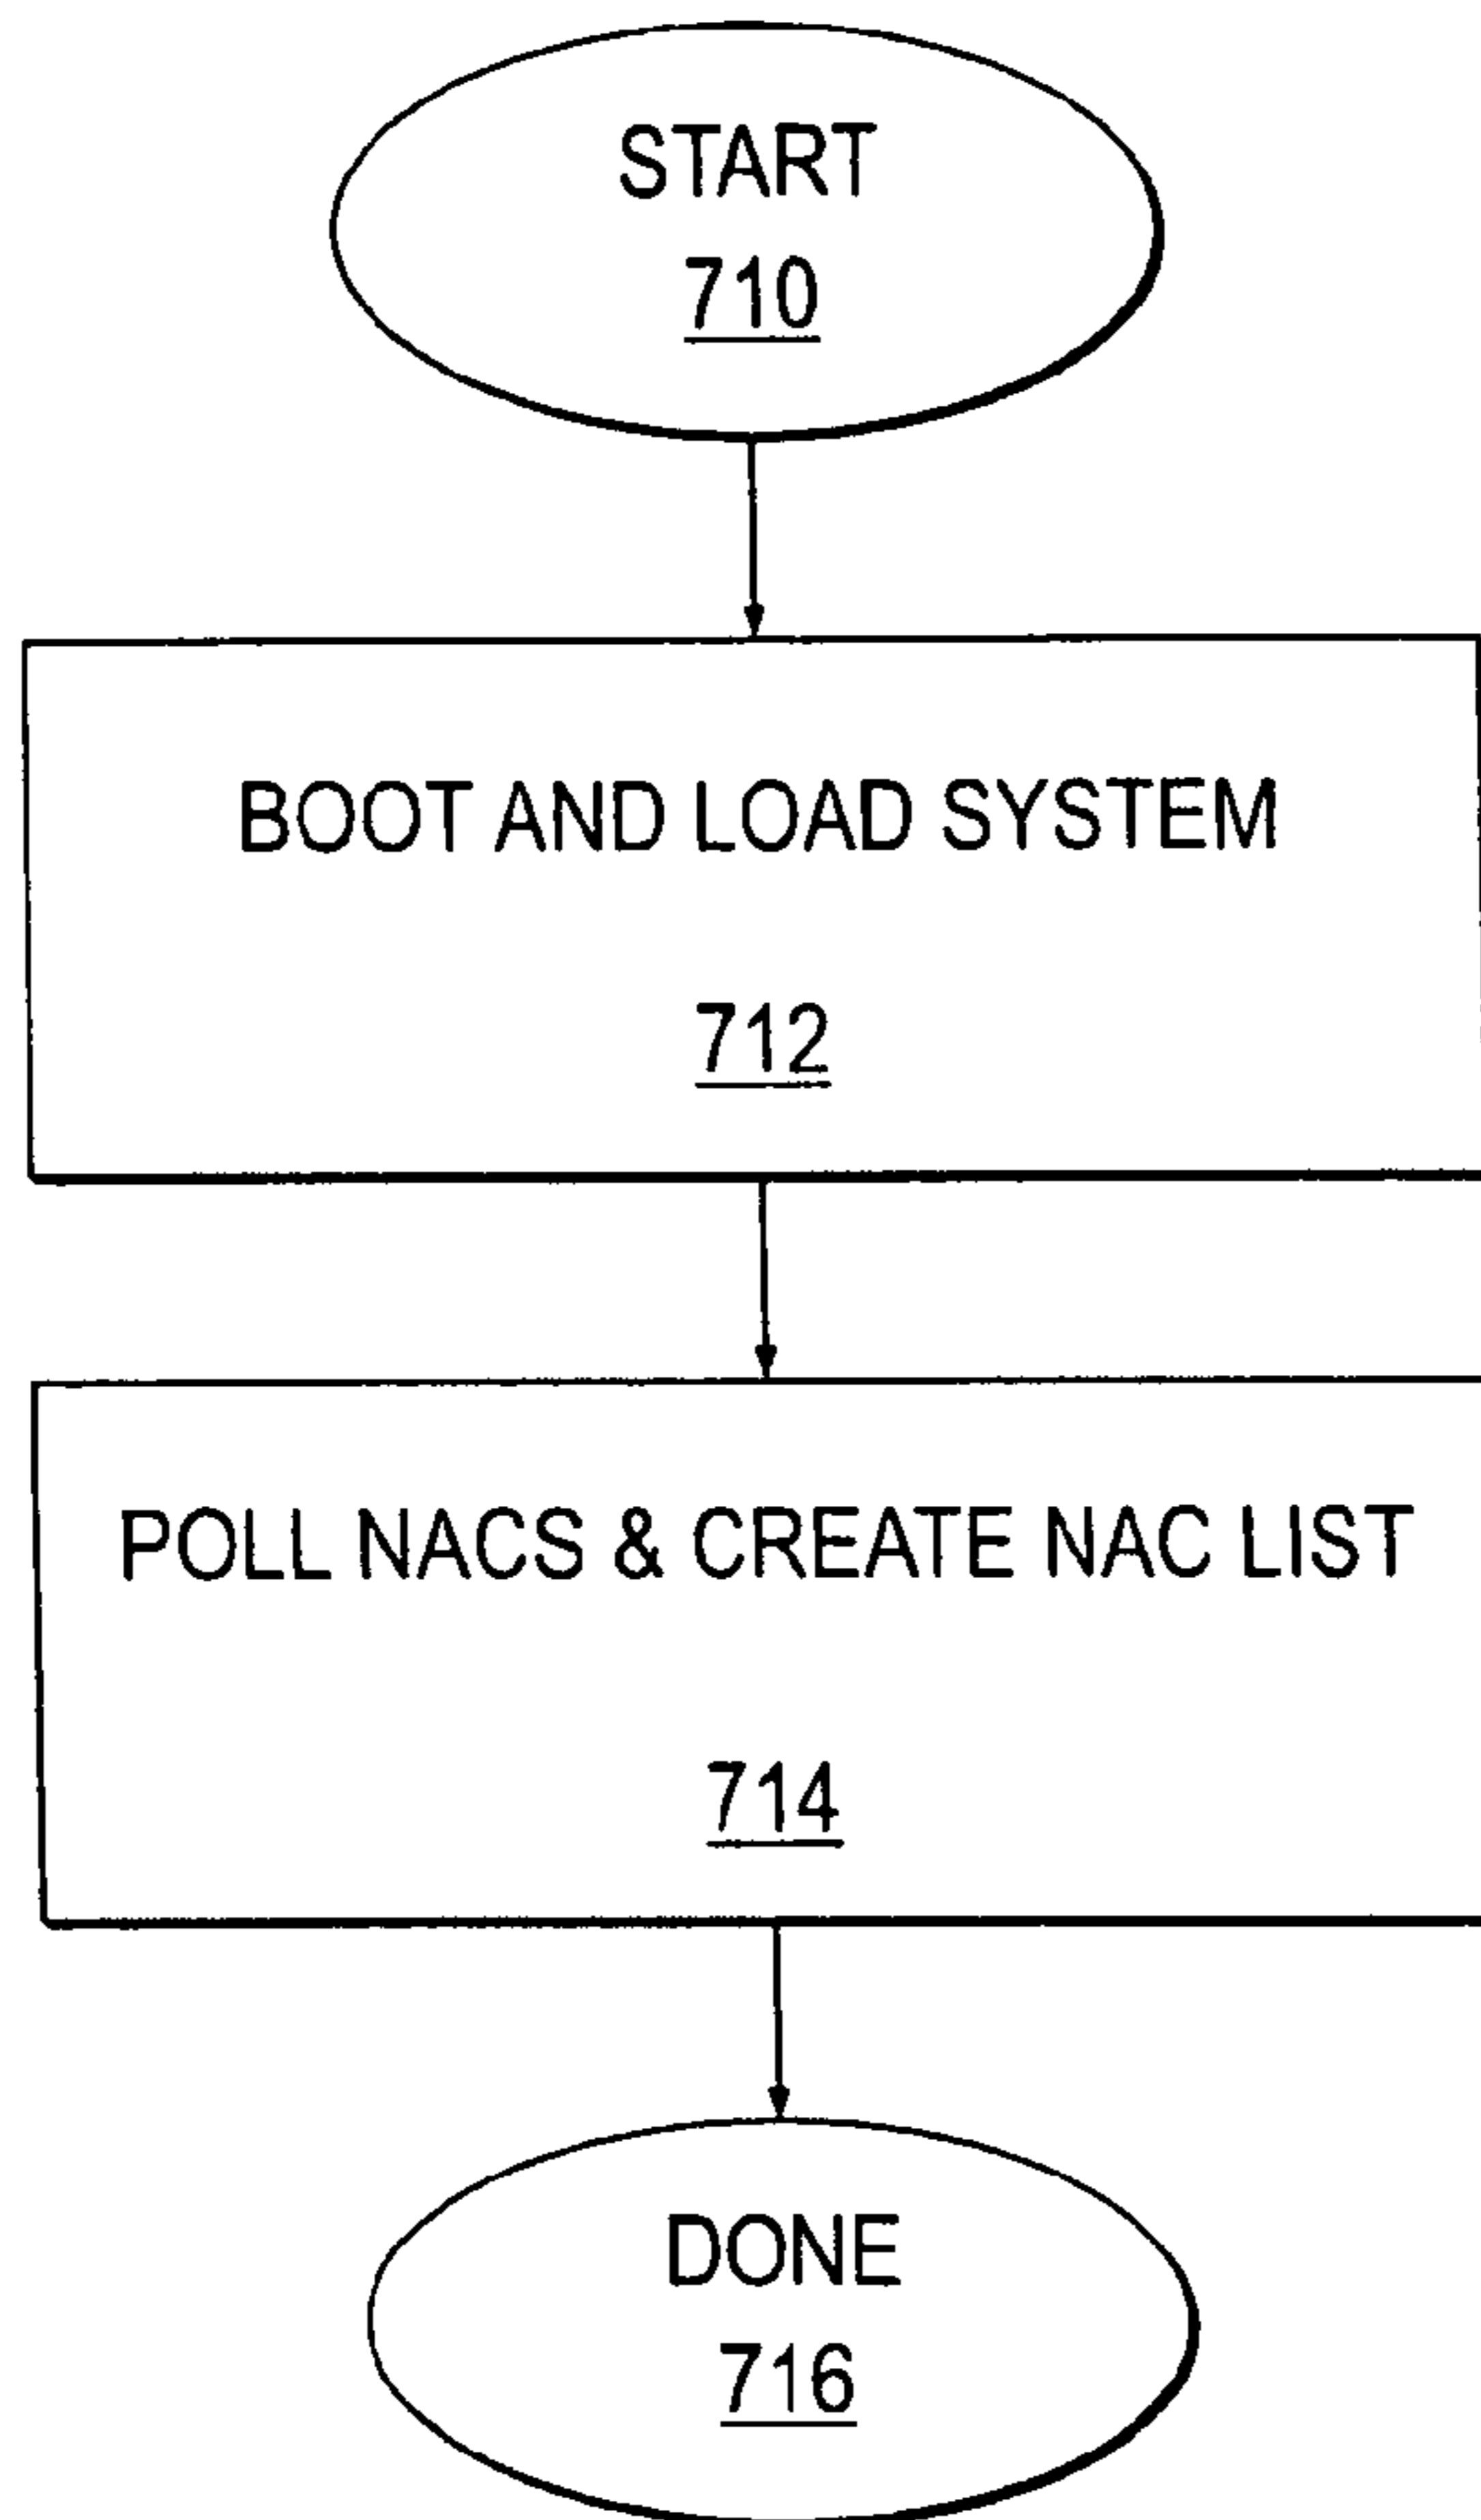 START
710
BOOT AND LOAD SYSTEM
712
POLL NACS & CREATE NAC LIST
714
DONE
716